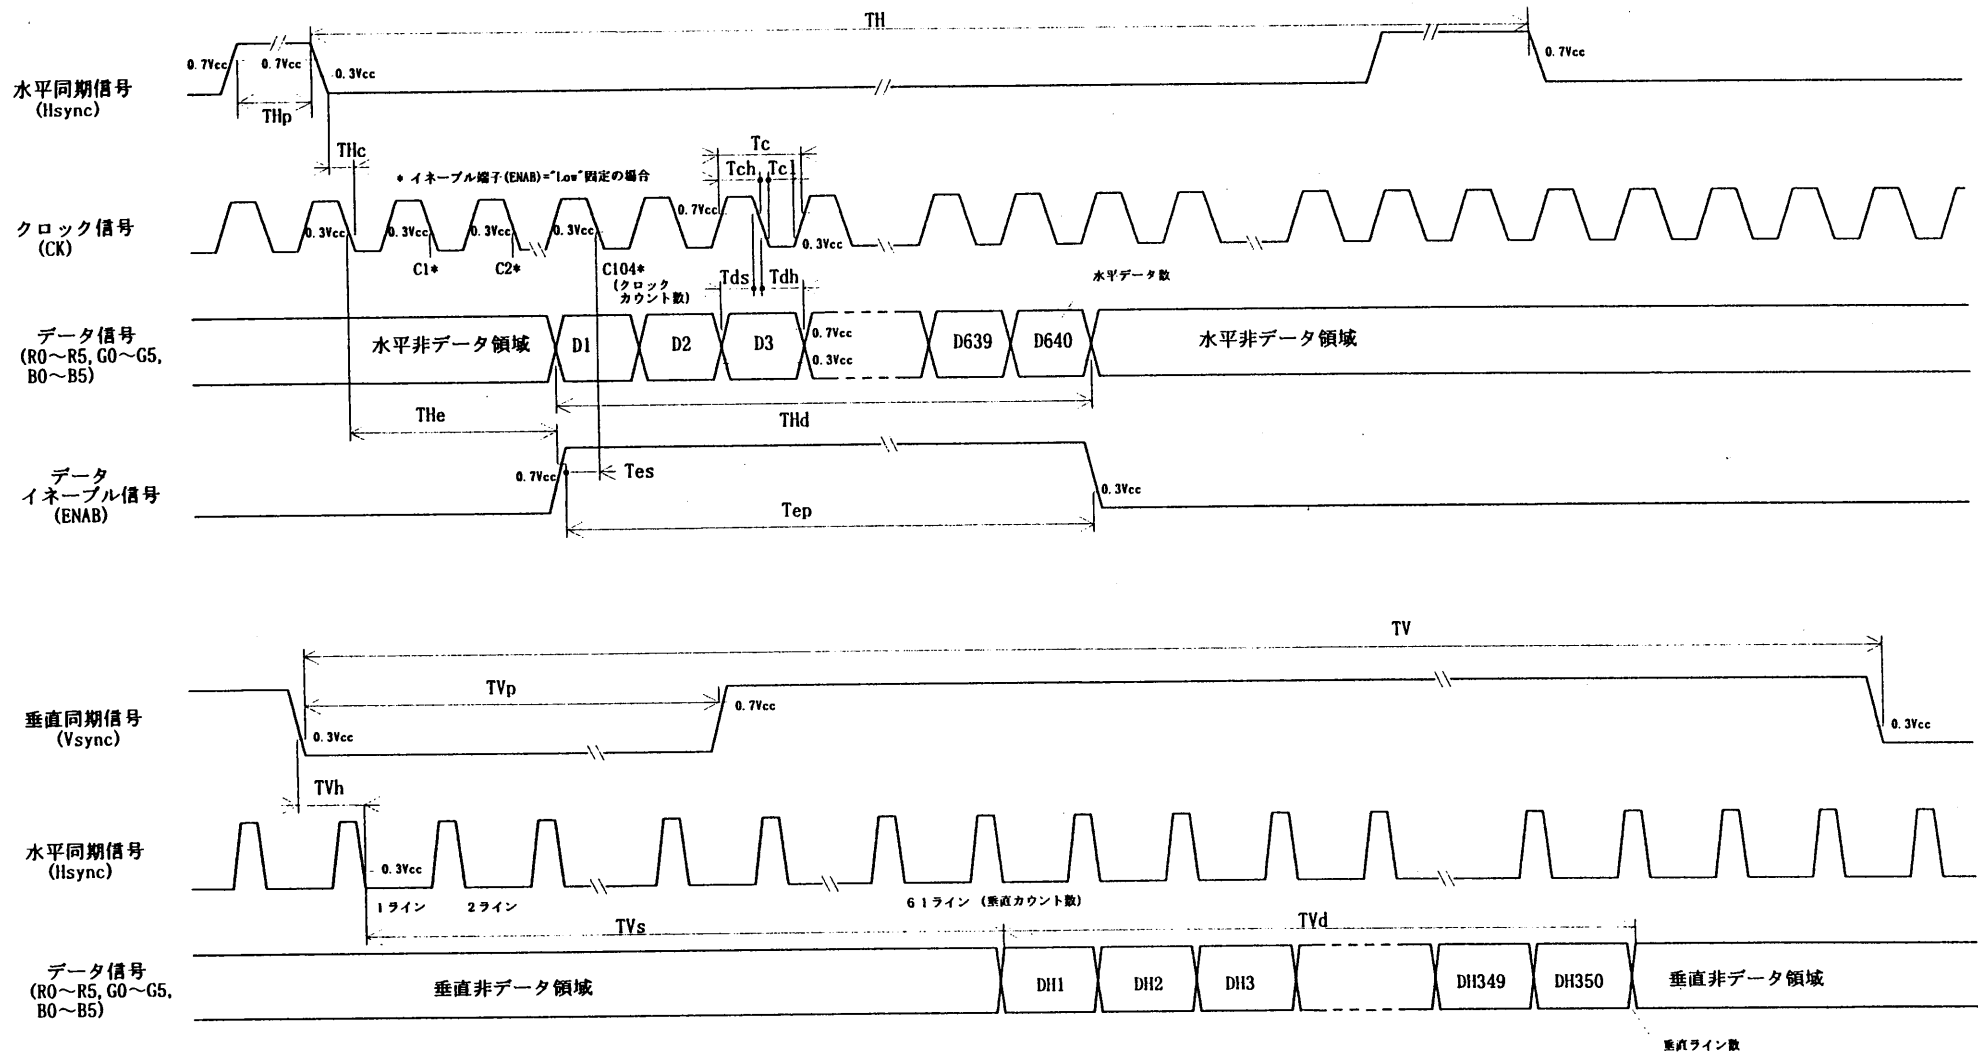 TH
0.7Vcc
0.7Vcc
0.3Vcc
0.7Vcc
水平同期信号
(Hsync)
THp
THc
Tc
Tch
Tcl
* イネーブル端子(ENAB)="Low"固定の場合
クロック信号
(CK)
0.3Vcc
0.3Vcc
0.3Vcc
0.3Vcc
0.7Vcc
0.3Vcc
C1*
C2*
C104*
(クロック
カウント数)
Tds
Tdh
水平データ数
データ信号
(R0～R5, G0～G5,
B0～B5)
水平非データ領域
D1
D2
D3
0.7Vcc
0.3Vcc
D639
D640
水平非データ領域
THe
THd
データ
イネーブル信号
(ENAB)
0.7Vcc
Tes
0.3Vcc
Tep
TV
TVp
垂直同期信号
(Vsync)
0.3Vcc
0.7Vcc
0.3Vcc
TVh
水平同期信号
(Hsync)
0.3Vcc
1ライン
2ライン
61ライン (垂直カウント数)
TVs
TVd
データ信号
(R0～R5, G0～G5,
B0～B5)
垂直非データ領域
DH1
DH2
DH3
DH349
DH350
垂直非データ領域
垂直ライン数